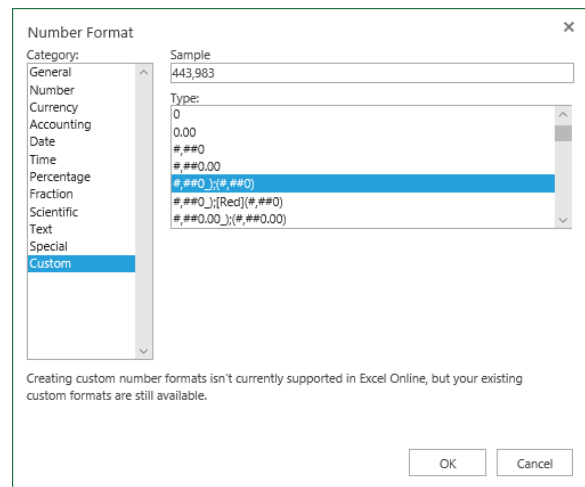 Number Format
Category:
General
Number
Currency
Accounting
Date
Time
Percentage
Fraction
Scientific
Text
Special
Custom
Sample
443,983
Type:
0
0.00
#,##0
#,##0.00
#,##0_);(#,##0)
#,##0_);[Red](#,##0)
#,##0.00_);(#,##0.00)
Creating custom number formats isn't currently supported in Excel Online, but your existing
custom formats are still available.
OK
Cancel